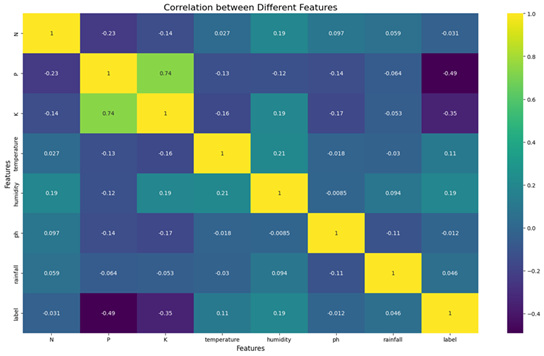 Correlation between Different Features
N 1 -0.23 -0.14 0.027 0.19 0.097 0.059 -0.031
P -0.23 1 0.74 -0.13 -0.12 -0.14 -0.064 -0.49
K -0.14 0.74 1 -0.16 0.19 -0.17 -0.053 -0.35
temperature 0.027 -0.13 -0.16 1 0.21 -0.018 -0.03 0.11
humidity 0.19 -0.12 0.19 0.21 1 -0.0085 0.094 0.19
ph 0.097 -0.14 -0.17 -0.018 -0.0085 1 -0.11 -0.012
rainfall 0.059 -0.064 -0.053 -0.03 0.094 -0.11 1 0.046
label -0.031 -0.49 -0.35 0.11 0.19 -0.012 0.046 1
N P K temperature humidity ph rainfall label
Features
Features
1.0
0.8
0.6
0.4
0.2
0.0
-0.2
-0.4